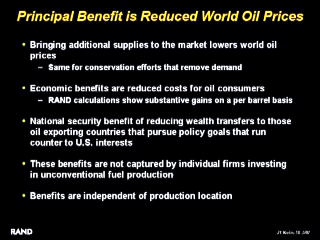 Principal Benefit is Reduced World Oil Prices
• Bringing additional supplies to the market lowers world oil
prices
– Same for conservation efforts that remove demand
• Economic benefits are reduced costs for oil consumers
– RAND calculations show substantive gains on a per barrel basis
• National security benefit of reducing wealth transfers to those
oil exporting countries that pursue policy goals that run
counter to U.S. interests
• These benefits are not captured by individual firms investing
in unconventional fuel production
• Benefits are independent of production location
RAND